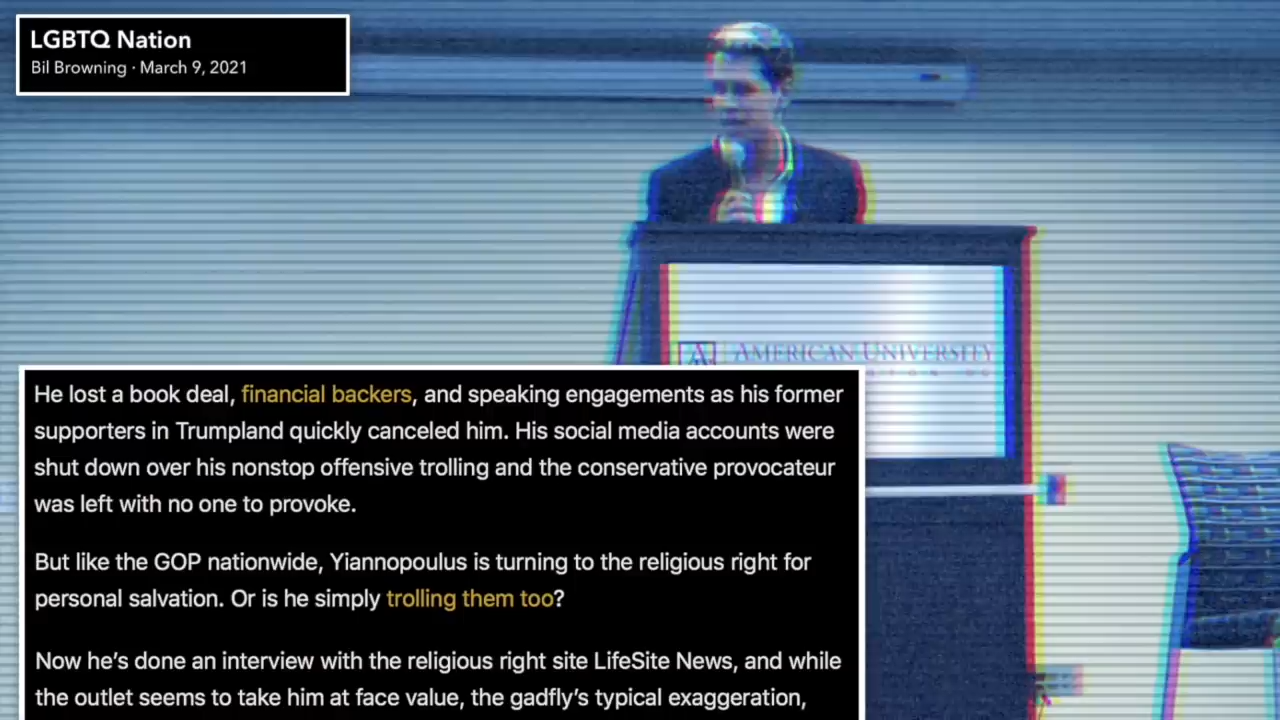 LGBTQ Nation
Bil Browning · March 9, 2021
AMERICAN UNIVERSITY
He lost a book deal, financial backers, and speaking engagements as his former
supporters in Trumpland quickly canceled him. His social media accounts were
shut down over his nonstop offensive trolling and the conservative provocateur
was left with no one to provoke.
But like the GOP nationwide, Yiannopoulus is turning to the religious right for
personal salvation. Or is he simply trolling them too?
Now he’s done an interview with the religious right site LifeSite News, and while
the outlet seems to take him at face value, the gadfly’s typical exaggeration,